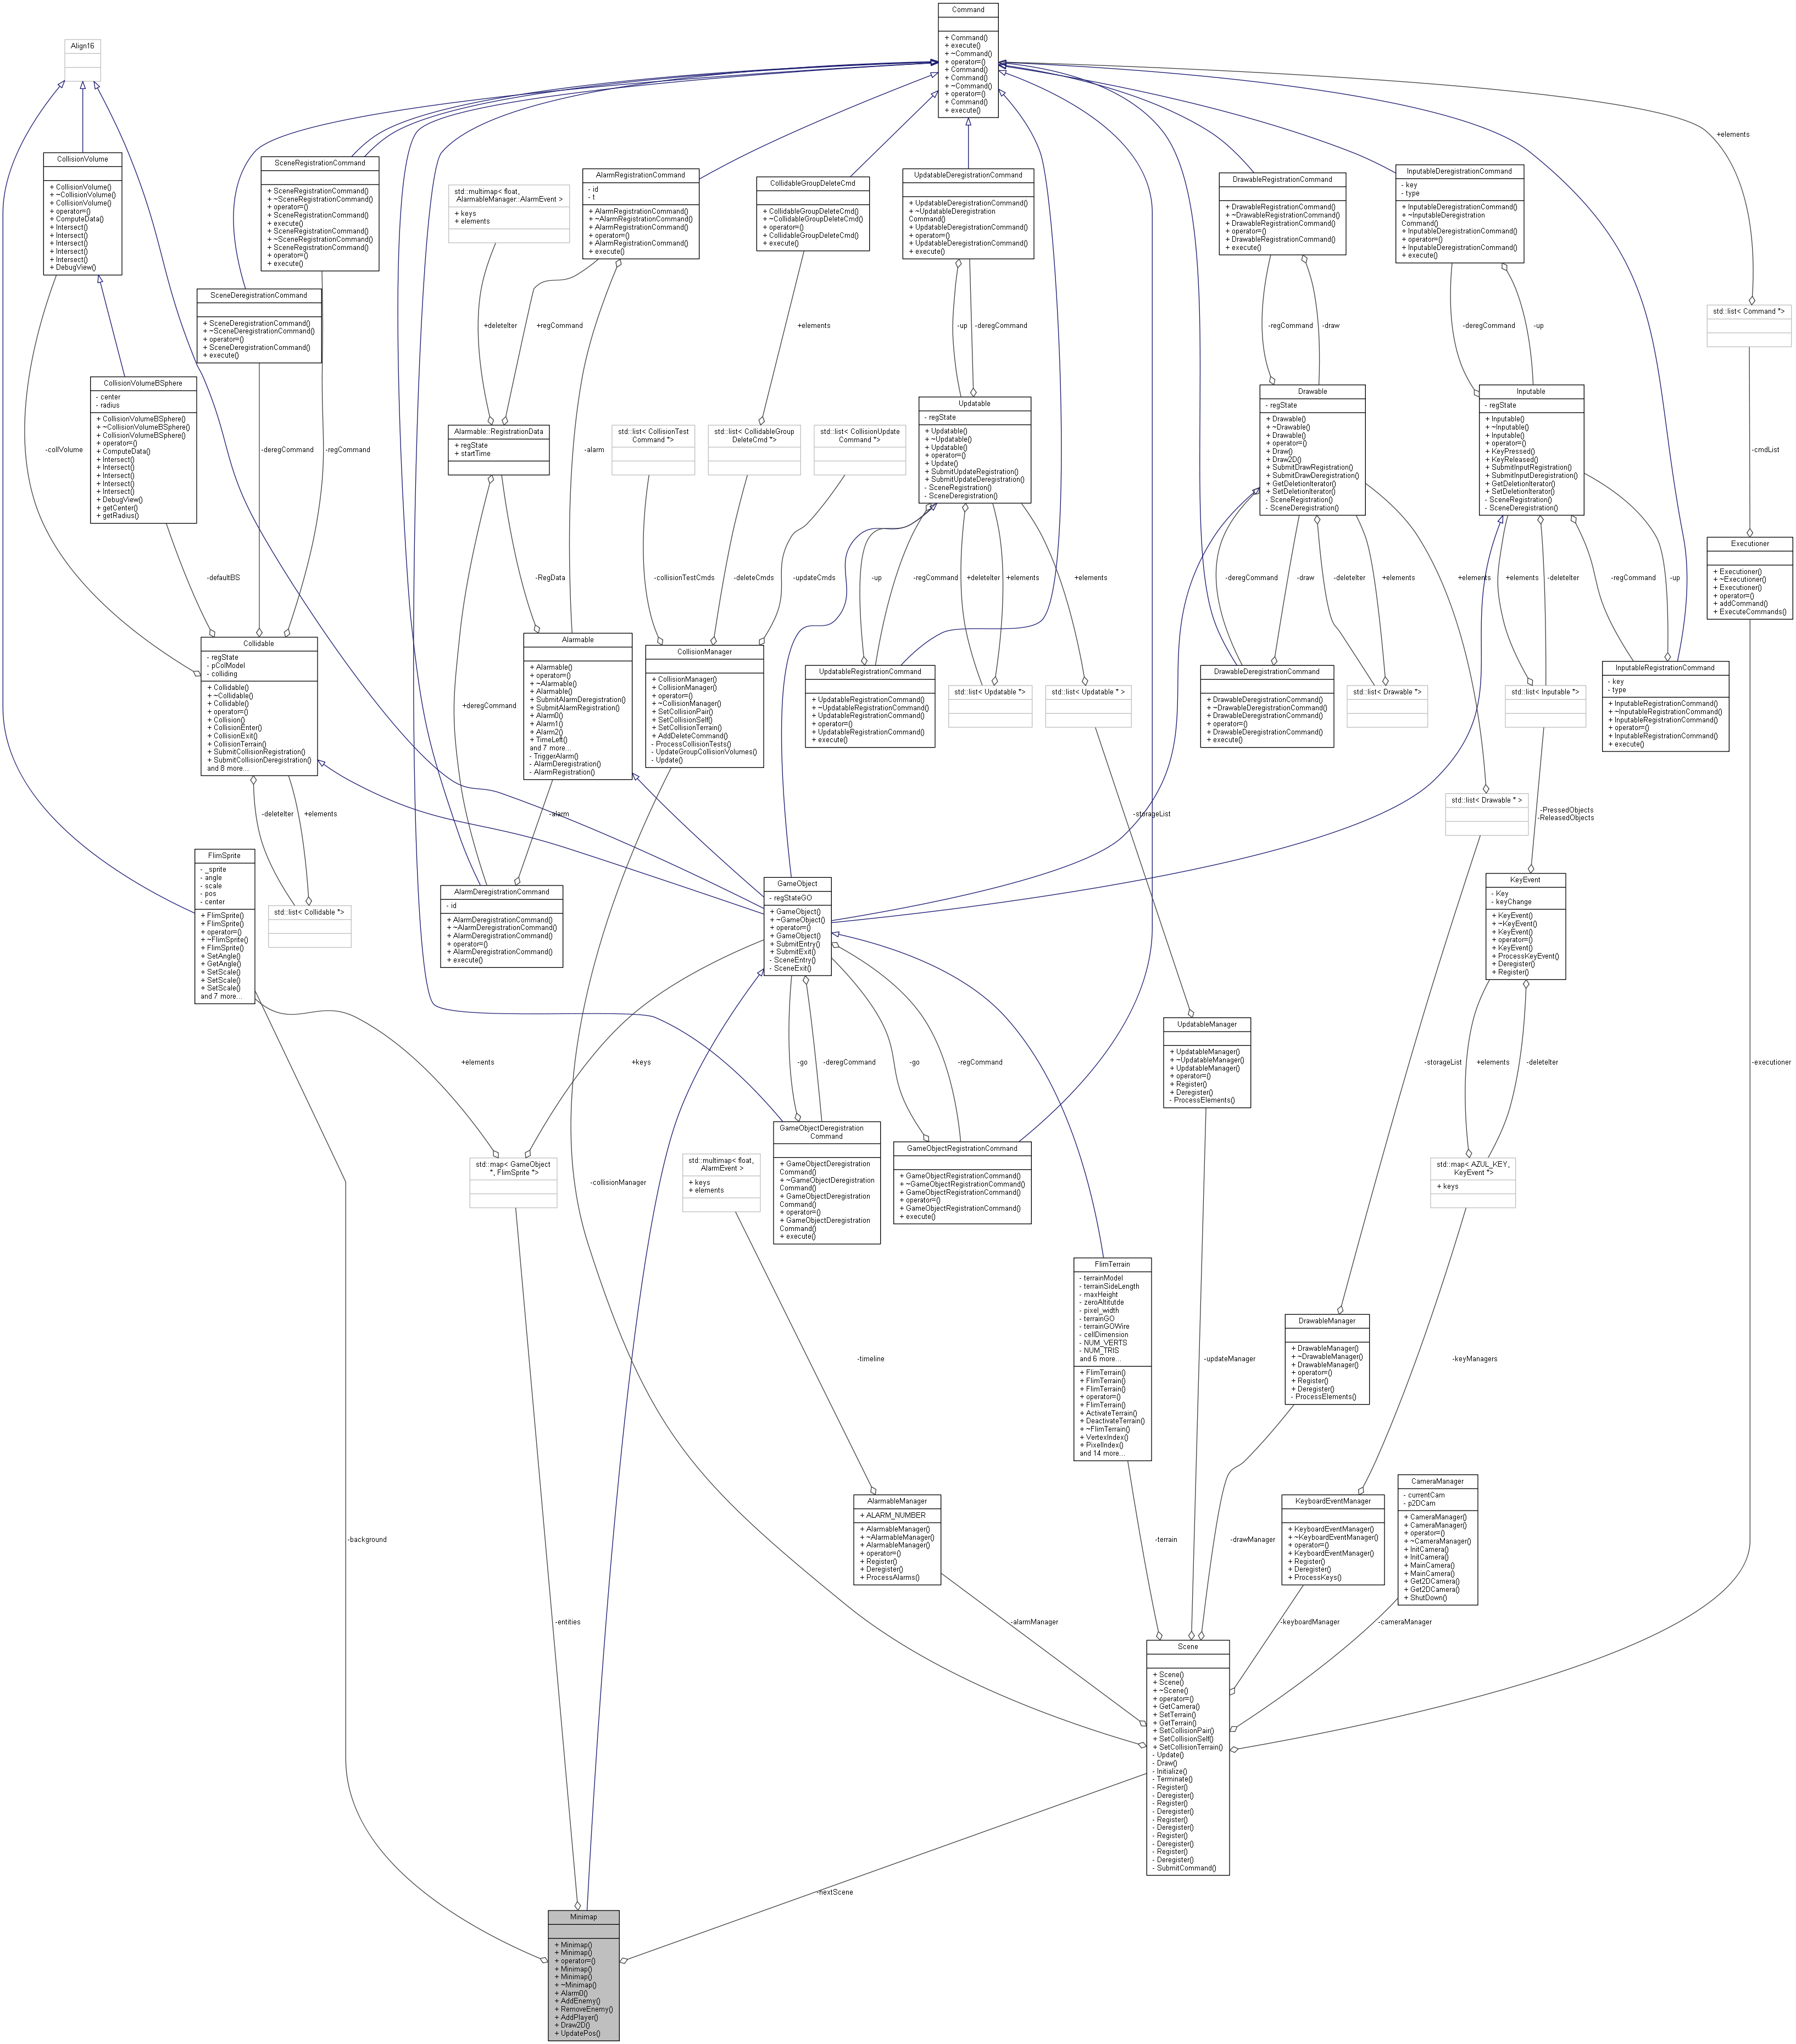 Command
+ Command()
+ execute()
+ ~Command()
+ operator=()
+ Command()
+ Command()
+ ~Command()
+ operator=()
+ Command()
+ execute()
Align16
+elements
CollisionVolume
+ CollisionVolume()
+ ~CollisionVolume()
+ CollisionVolume()
+ operator=()
+ ComputeData()
+ Intersect()
+ Intersect()
+ Intersect()
+ Intersect()
+ Intersect()
+ DebugView()
SceneRegistrationCommand
+ SceneRegistrationCommand()
+ ~SceneRegistrationCommand()
+ operator=()
+ SceneRegistrationCommand()
+ execute()
+ SceneRegistrationCommand()
+ ~SceneRegistrationCommand()
+ SceneRegistrationCommand()
+ operator=()
+ execute()
std::multimap< float,
AlarmableManager::AlarmEvent >
+ keys
+ elements
AlarmRegistrationCommand
- id
- t
+ AlarmRegistrationCommand()
+ ~AlarmRegistrationCommand()
+ AlarmRegistrationCommand()
+ operator=()
+ AlarmRegistrationCommand()
+ execute()
CollidableGroupDeleteCmd
+ CollidableGroupDeleteCmd()
+ ~CollidableGroupDeleteCmd()
+ operator=()
+ CollidableGroupDeleteCmd()
+ execute()
UpdatableDeregistrationCommand
+ UpdatableDeregistrationCommand()
+ ~UpdatableDeregistration
Command()
+ UpdatableDeregistrationCommand()
+ operator=()
+ UpdatableDeregistrationCommand()
+ execute()
DrawableRegistrationCommand
+ DrawableRegistrationCommand()
+ ~DrawableRegistrationCommand()
+ DrawableRegistrationCommand()
+ operator=()
+ DrawableRegistrationCommand()
+ execute()
InputableDeregistrationCommand
- key
- type
+ InputableDeregistrationCommand()
+ ~InputableDeregistration
Command()
+ InputableDeregistrationCommand()
+ operator=()
+ InputableDeregistrationCommand()
+ execute()
SceneDeregistrationCommand
+ SceneDeregistrationCommand()
+ ~SceneDeregistrationCommand()
+ operator=()
+ SceneDeregistrationCommand()
+ execute()
std::list< Command *>
+deleteIter
+regCommand
+elements
-up
-deregCommand
-regCommand
-draw
-deregCommand
-up
CollisionVolumeBSphere
- center
- radius
+ CollisionVolumeBSphere()
+ ~CollisionVolumeBSphere()
+ CollisionVolumeBSphere()
+ operator=()
+ ComputeData()
+ Intersect()
+ Intersect()
+ Intersect()
+ Intersect()
+ Intersect()
+ DebugView()
+ getCenter()
+ getRadius()
-collVolume
-deregCommand
-regCommand
Alarmable::RegistrationData
+ regState
+ startTime
-alarm
std::list< CollisionTest
Command *>
std::list< CollidableGroup
DeleteCmd *>
std::list< CollisionUpdate
Command *>
Updatable
- regState
+ Updatable()
+ ~Updatable()
+ Updatable()
+ operator=()
+ Update()
+ SubmitUpdateRegistration()
+ SubmitUpdateDeregistration()
- SceneRegistration()
- SceneDeregistration()
Drawable
- regState
+ Drawable()
+ ~Drawable()
+ Drawable()
+ operator=()
+ Draw()
+ Draw2D()
+ SubmitDrawRegistration()
+ SubmitDrawDeregistration()
+ GetDeletionIterator()
+ SetDeletionIterator()
- SceneRegistration()
- SceneDeregistration()
Inputable
- regState
+ Inputable()
+ ~Inputable()
+ Inputable()
+ operator=()
+ KeyPressed()
+ KeyReleased()
+ SubmitInputRegistration()
+ SubmitInputDeregistration()
+ GetDeletionIterator()
+ SetDeletionIterator()
- SceneRegistration()
- SceneDeregistration()
-cmdList
Executioner
+ Executioner()
+ ~Executioner()
+ Executioner()
+ operator=()
+ addCommand()
+ ExecuteCommands()
-defaultBS
-RegData
-collisionTestCmds
-deleteCmds
-updateCmds
-up
-regCommand
+deleteIter
+elements
+elements
-deregCommand
-draw
-deleteIter
+elements
+elements
+elements
-deleteIter
-regCommand
-up
Collidable
- regState
- pColModel
- colliding
+ Collidable()
+ ~Collidable()
+ Collidable()
+ operator=()
+ Collision()
+ CollisionEnter()
+ CollisionExit()
+ CollisionTerrain()
+ SubmitCollisionRegistration()
+ SubmitCollisionDeregistration()
and 8 more...
+deregCommand
Alarmable
+ Alarmable()
+ operator=()
+ ~Alarmable()
+ Alarmable()
+ SubmitAlarmDeregistration()
+ SubmitAlarmRegistration()
+ Alarm0()
+ Alarm1()
+ Alarm2()
+ TimeLeft()
and 7 more...
- TriggerAlarm()
- AlarmDeregistration()
- AlarmRegistration()
CollisionManager
+ CollisionManager()
+ CollisionManager()
+ operator=()
+ ~CollisionManager()
+ SetCollisionPair()
+ SetCollisionSelf()
+ SetCollisionTerrain()
+ AddDeleteCommand()
- ProcessCollisionTests()
- UpdateGroupCollisionVolumes()
- Update()
UpdatableRegistrationCommand
+ UpdatableRegistrationCommand()
+ ~UpdatableRegistrationCommand()
+ UpdatableRegistrationCommand()
+ operator=()
+ UpdatableRegistrationCommand()
+ execute()
std::list< Updatable *>
std::list< Updatable * >
DrawableDeregistrationCommand
+ DrawableDeregistrationCommand()
+ ~DrawableDeregistrationCommand()
+ DrawableDeregistrationCommand()
+ operator=()
+ DrawableDeregistrationCommand()
+ execute()
std::list< Drawable *>
std::list< Inputable *>
InputableRegistrationCommand
- key
- type
+ InputableRegistrationCommand()
+ ~InputableRegistrationCommand()
+ InputableRegistrationCommand()
+ operator=()
+ InputableRegistrationCommand()
+ execute()
-deleteIter
+elements
-alarm
-storageList
std::list< Drawable * >
-PressedObjects
-ReleasedObjects
FlimSprite
- _sprite
- angle
- scale
- pos
- center
+ FlimSprite()
+ FlimSprite()
+ operator=()
+ ~FlimSprite()
+ FlimSprite()
+ SetAngle()
+ GetAngle()
+ SetScale()
+ SetScale()
+ SetScale()
and 7 more...
std::list< Collidable *>
AlarmDeregistrationCommand
- id
+ AlarmDeregistrationCommand()
+ ~AlarmDeregistrationCommand()
+ AlarmDeregistrationCommand()
+ operator=()
+ AlarmDeregistrationCommand()
+ execute()
GameObject
- regStateGO
+ GameObject()
+ ~GameObject()
+ operator=()
+ GameObject()
+ SubmitEntry()
+ SubmitExit()
- SceneEntry()
- SceneExit()
KeyEvent
- Key
- keyChange
+ KeyEvent()
+ ~KeyEvent()
+ KeyEvent()
+ operator=()
+ KeyEvent()
+ ProcessKeyEvent()
+ Deregister()
+ Register()
UpdatableManager
+ UpdatableManager()
+ ~UpdatableManager()
+ UpdatableManager()
+ operator=()
+ Register()
+ Deregister()
- ProcessElements()
+elements
+keys
-go
-deregCommand
-go
-regCommand
-storageList
+elements
-deleteIter
-executioner
std::map< GameObject
*, FlimSprite *>
-collisionManager
std::multimap< float,
AlarmEvent >
+ keys
+ elements
GameObjectDeregistration
Command
+ GameObjectDeregistration
Command()
+ ~GameObjectDeregistration
Command()
+ GameObjectDeregistration
Command()
+ operator=()
+ GameObjectDeregistration
Command()
+ execute()
GameObjectRegistrationCommand
+ GameObjectRegistrationCommand()
+ ~GameObjectRegistrationCommand()
+ GameObjectRegistrationCommand()
+ operator=()
+ GameObjectRegistrationCommand()
+ execute()
std::map< AZUL_KEY,
KeyEvent *>
+ keys
FlimTerrain
- terrainModel
- terrainSideLength
- maxHeight
- zeroAltitutde
- pixel_width
- terrainGO
- terrainGOWire
- cellDimension
- NUM_VERTS
- NUM_TRIS
and 6 more...
+ FlimTerrain()
+ FlimTerrain()
+ FlimTerrain()
+ operator=()
+ FlimTerrain()
+ ActivateTerrain()
+ DeactivateTerrain()
+ ~FlimTerrain()
+ VertexIndex()
+ PixelIndex()
and 14 more...
-timeline
-updateManager
DrawableManager
+ DrawableManager()
+ ~DrawableManager()
+ DrawableManager()
+ operator=()
+ Register()
+ Deregister()
- ProcessElements()
-keyManagers
-background
AlarmableManager
+ ALARM_NUMBER
+ AlarmableManager()
+ ~AlarmableManager()
+ AlarmableManager()
+ operator=()
+ Register()
+ Deregister()
+ ProcessAlarms()
-terrain
-drawManager
KeyboardEventManager
+ KeyboardEventManager()
+ ~KeyboardEventManager()
+ operator=()
+ KeyboardEventManager()
+ Register()
+ Deregister()
+ ProcessKeys()
CameraManager
- currentCam
- p2DCam
+ CameraManager()
+ CameraManager()
+ operator=()
+ ~CameraManager()
+ InitCamera()
+ InitCamera()
+ MainCamera()
+ MainCamera()
+ Get2DCamera()
+ Get2DCamera()
+ ShutDown()
-entities
-alarmManager
-keyboardManager
-cameraManager
Scene
+ Scene()
+ Scene()
+ ~Scene()
+ operator=()
+ GetCamera()
+ SetTerrain()
+ GetTerrain()
+ SetCollisionPair()
+ SetCollisionSelf()
+ SetCollisionTerrain()
- Update()
- Draw()
- Initialize()
- Terminate()
- Register()
- Deregister()
- Register()
- Deregister()
- Register()
- Deregister()
- Register()
- Deregister()
- Register()
- Deregister()
- SubmitCommand()
-nextScene
Minimap
+ Minimap()
+ Minimap()
+ operator=()
+ Minimap()
+ Minimap()
+ ~Minimap()
+ Alarm0()
+ AddEnemy()
+ RemoveEnemy()
+ AddPlayer()
+ Draw2D()
+ UpdatePos()